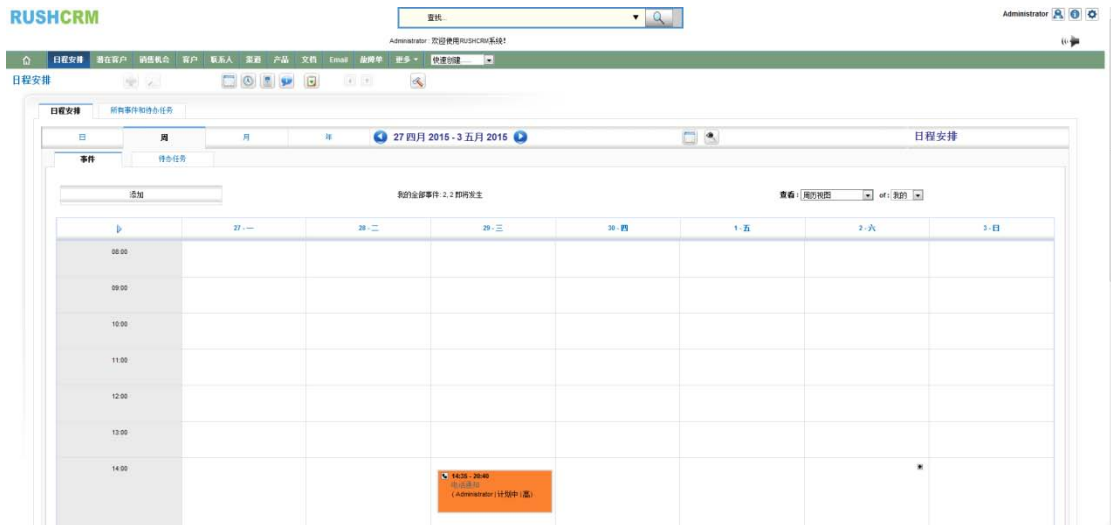 RUSHCRM
查找...
Administrator
Administrator : 欢迎使用RUSHCRM系统!
日程安排 潜在客户 销售机会 客户 联系人 渠道 产品 文档 Email 故障单 更多 快速创建......
日程安排
日程安排 所有事件和待办任务
日 周 月 年 27 四月 2015 - 3 五月 2015 日程安排
事件 待办任务
添加 我的全部事件: 2, 2 即将发生 查看 : 周历视图 of : 我的
27 - 一 28 - 二 29 - 三 30 - 四 1 - 五 2 - 六 3 - 日
08:00
09:00
10:00
11:00
12:00
13:00
14:00
14:35 - 20:40
电话通知
( Administrator | 计划中 | 高)